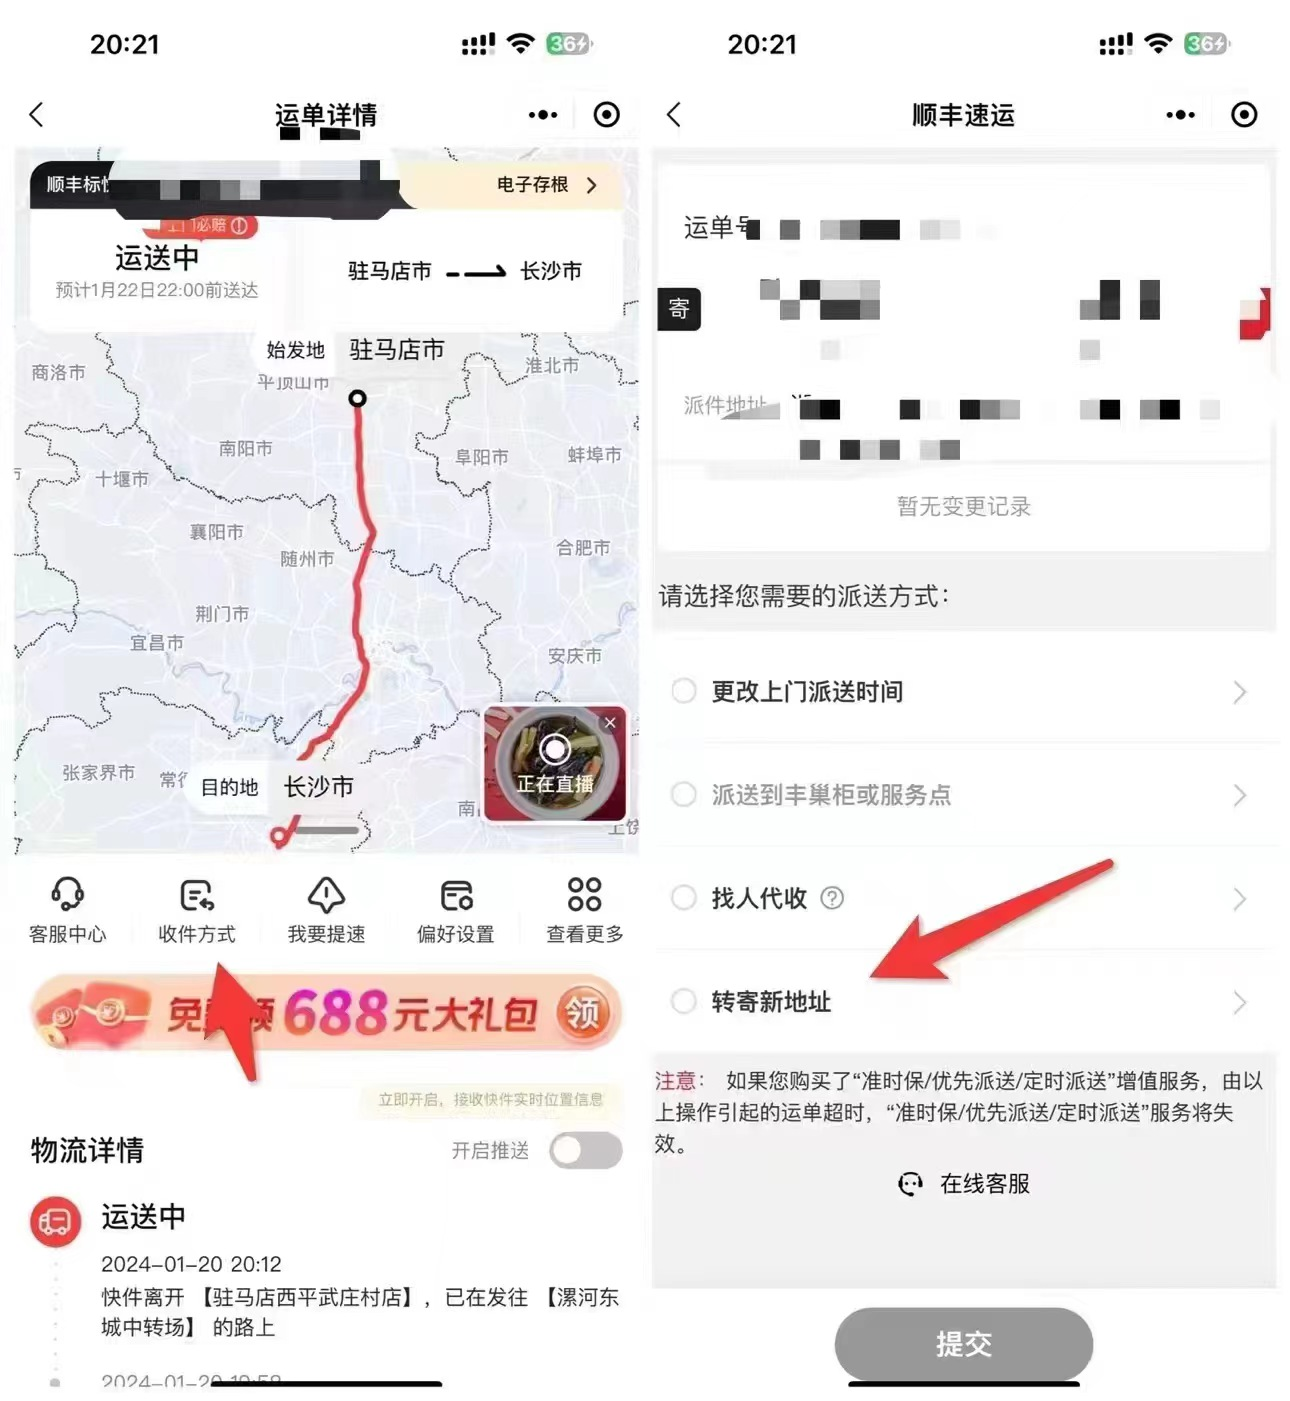 20:21
36
运单详情
顺丰标快
电子存根
上门必赔
运送中
预计1月22日22:00前送达
驻马店市
长沙市
始发地
驻马店市
商洛市
平顶山市
淮北市
南阳市
阜阳市
蚌埠市
十堰市
襄阳市
随州市
合肥市
荆门市
宜昌市
安庆市
张家界市
目的地
长沙市
正在直播
客服中心
收件方式
我要提速
偏好设置
查看更多
免费领688元大礼包
领
立即开启，接收快件实时位置信息
物流详情
开启推送
运送中
2024-01-20 20:12
快件离开 【驻马店西平武庄村店】，已在发往 【漯河东
城中转场】 的路上
2024-01-20 19:59
20:21
36
顺丰速运
运单号
寄
派件地址
暂无变更记录
请选择您需要的派送方式：
更改上门派送时间
派送到丰巢柜或服务点
找人代收
转寄新地址
注意： 如果您购买了“准时保/优先派送/定时派送”增值服务，由以
上操作引起的运单超时，“准时保/优先派送/定时派送”服务将失
效。
在线客服
提交